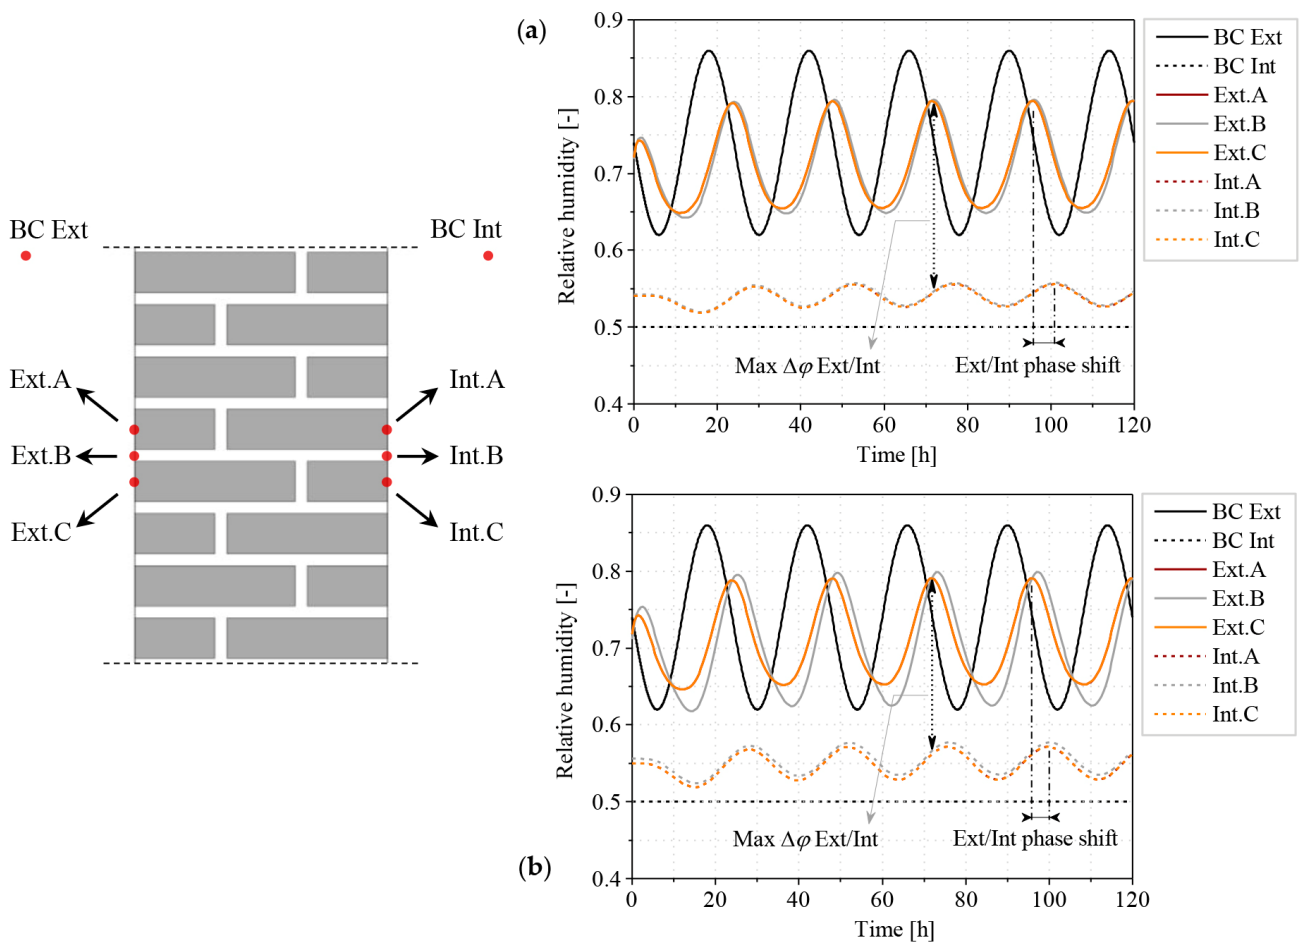 BC Ext
BC Int
Ext.A
Int.A
Ext.B
Int.B
Ext.C
Int.C
(a)
Relative humidity [-]
0.9
0.8
0.7
0.6
0.5
0.4
Max Δφ Ext/Int
Ext/Int phase shift
0 20 40 60 80 100 120
Time [h]
BC Ext
BC Int
Ext.A
Ext.B
Ext.C
Int.A
Int.B
Int.C
(b)
Relative humidity [-]
0.9
0.8
0.7
0.6
0.5
0.4
Max Δφ Ext/Int
Ext/Int phase shift
0 20 40 60 80 100 120
Time [h]
BC Ext
BC Int
Ext.A
Ext.B
Ext.C
Int.A
Int.B
Int.C